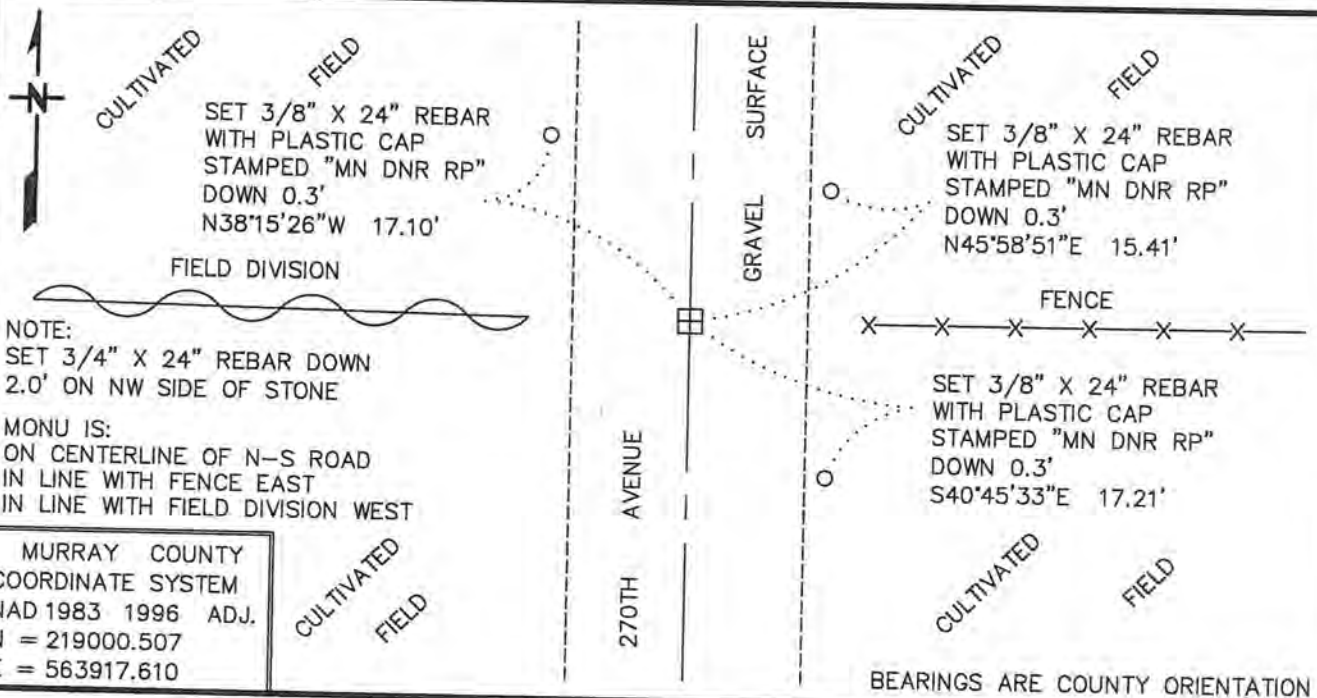 N
CULTIVATED FIELD
SET 3/8" X 24" REBAR
WITH PLASTIC CAP
STAMPED "MN DNR RP"
DOWN 0.3'
N38°15'26"W 17.10'
FIELD DIVISION
NOTE:
SET 3/4" X 24" REBAR DOWN
2.0' ON NW SIDE OF STONE
MONU IS:
ON CENTERLINE OF N-S ROAD
IN LINE WITH FENCE EAST
IN LINE WITH FIELD DIVISION WEST
MURRAY COUNTY
COORDINATE SYSTEM
NAD 1983 1996 ADJ.
N = 219000.507
E = 563917.610
CULTIVATED FIELD
270TH AVENUE
GRAVEL SURFACE
CULTIVATED FIELD
SET 3/8" X 24" REBAR
WITH PLASTIC CAP
STAMPED "MN DNR RP"
DOWN 0.3'
N45°58'51"E 15.41'
FENCE
SET 3/8" X 24" REBAR
WITH PLASTIC CAP
STAMPED "MN DNR RP"
DOWN 0.3'
S40°45'33"E 17.21'
CULTIVATED FIELD
BEARINGS ARE COUNTY ORIENTATION